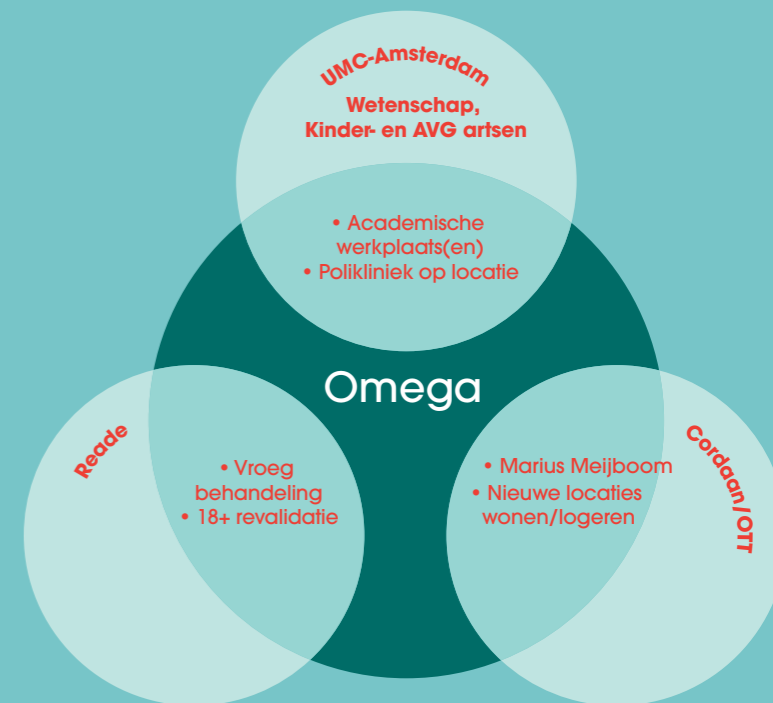 UMC-Amsterdam
Wetenschap,
Kinder- en AVG artsen
• Academische
werkplaats(en)
• Polikliniek op locatie
Omega
Reade
• Vroeg
behandeling
• 18+ revalidatie
Cordaan/OTT
• Marius Meijboom
• Nieuwe locaties
wonen/logeren